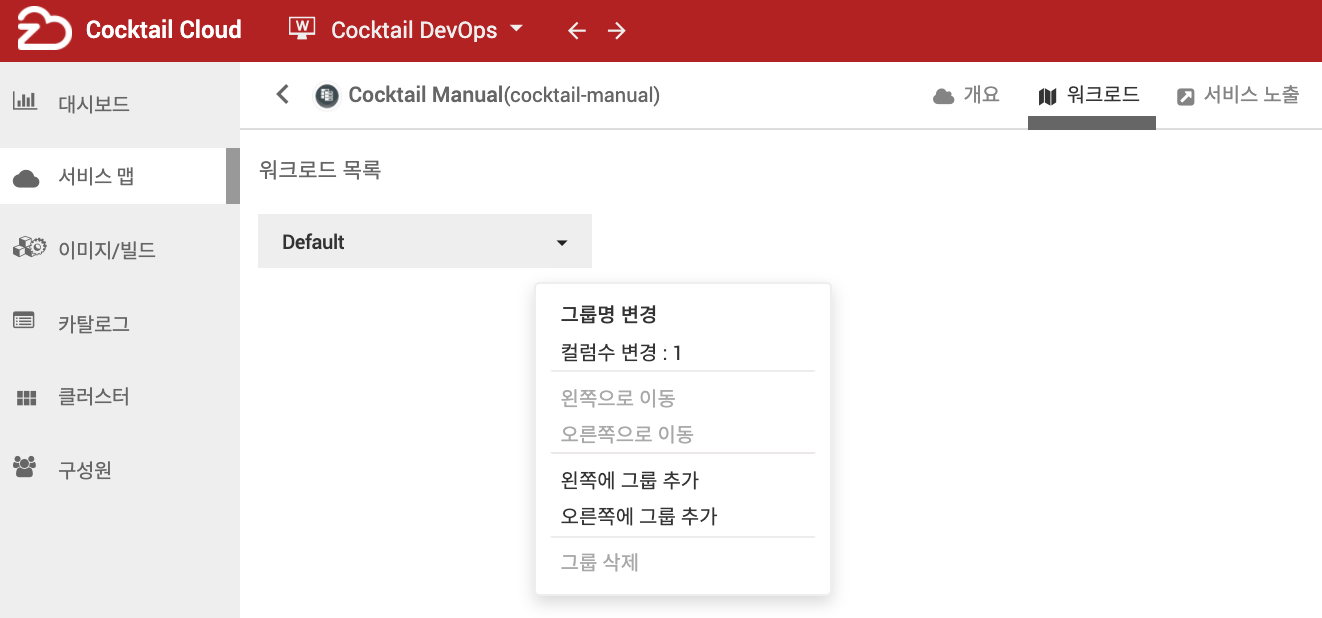 Cocktail Cloud
W
Cocktail DevOps
대시보드
서비스 맵
이미지/빌드
카탈로그
클러스터
구성원
Cocktail Manual(cocktail-manual)
개요
워크로드
서비스 노출
워크로드 목록
Default
그룹명 변경
컬럼수 변경 : 1
왼쪽으로 이동
오른쪽으로 이동
왼쪽에 그룹 추가
오른쪽에 그룹 추가
그룹 삭제